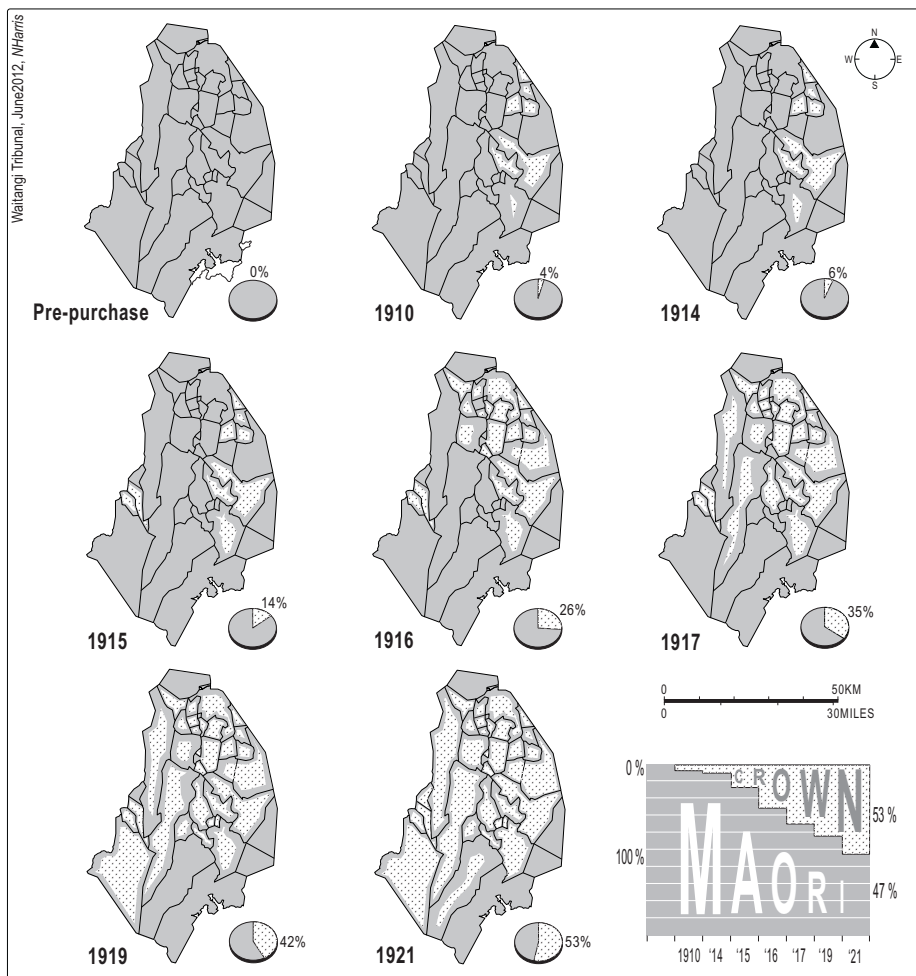 Waitangi Tribunal, June2012, NHarris
N
W E
S
0%
Pre-purchase
4%
1910
6%
1914
14%
1915
26%
1916
35%
1917
42%
1919
53%
1921
0 50KM
0 30MILES
0 %
CROWN
53 %
100%
MAORI
47 %
1910 '14 '15 '16 '17 '19 '21